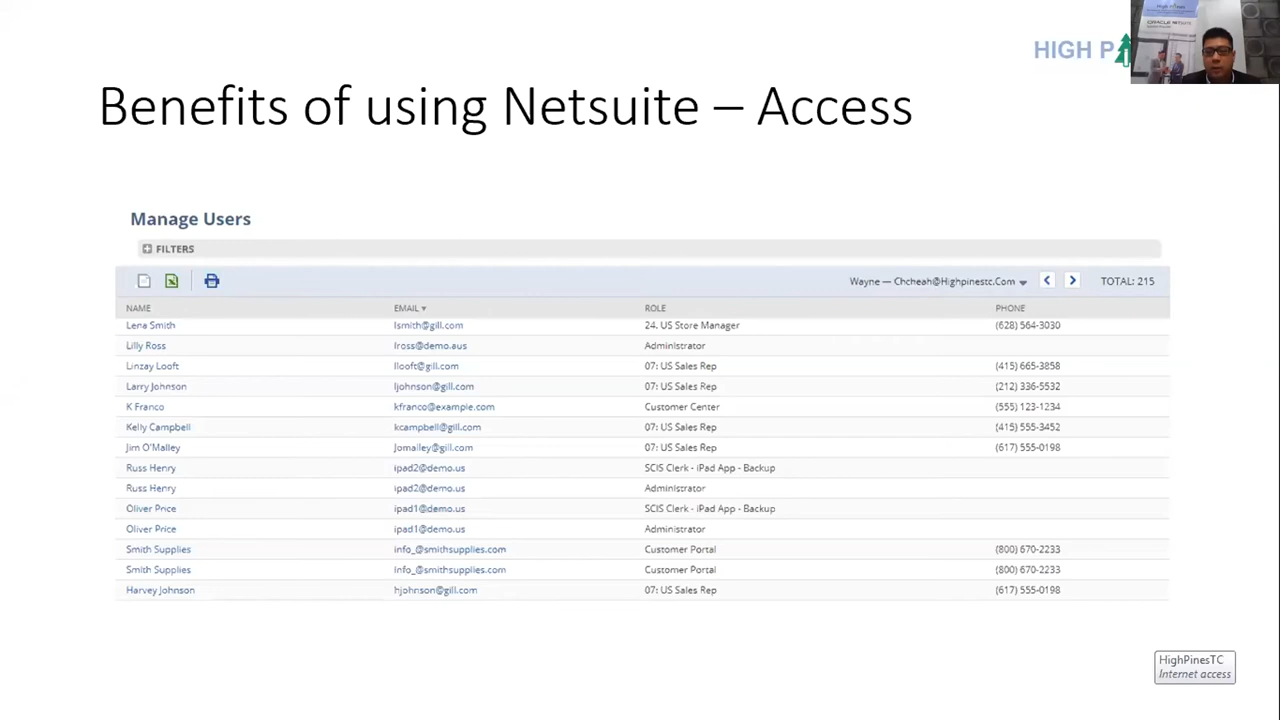 HIGH P
ORACLE NETSUITE
Benefits of using Netsuite – Access
Manage Users
FILTERS
Wayne — Chcheah@Highpinestc.Com TOTAL: 215
NAME EMAIL ROLE PHONE
Lena Smith lsmith@gill.com 24. US Store Manager (628) 564-3030
Lilly Ross lross@demo.aus Administrator
Linzay Looft llooft@gill.com 07: US Sales Rep (415) 665-3858
Larry Johnson ljohnson@gill.com 07: US Sales Rep (212) 336-5532
K Franco kfranco@example.com Customer Center (555) 123-1234
Kelly Campbell kcampbell@gill.com 07: US Sales Rep (415) 555-3452
Jim O'Malley Jomalley@gill.com 07: US Sales Rep (617) 555-0198
Russ Henry ipad2@demo.us SCIS Clerk - iPad App - Backup
Russ Henry ipad2@demo.us Administrator
Oliver Price ipad1@demo.us SCIS Clerk - iPad App - Backup
Oliver Price ipad1@demo.us Administrator
Smith Supplies info_@smithsupplies.com Customer Portal (800) 670-2233
Smith Supplies info_@smithsupplies.com Customer Portal (800) 670-2233
Harvey Johnson hjohnson@gill.com 07: US Sales Rep (617) 555-0198
HighPinesTC
Internet access